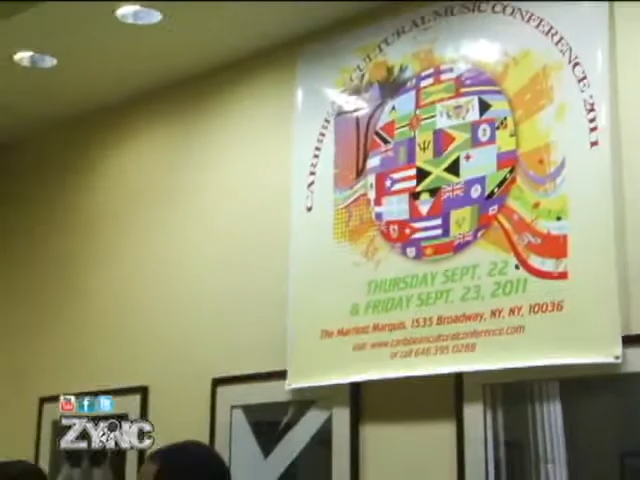 CARIBBEAN CULTURAL MUSIC CONFERENCE 2011
THURSDAY SEPT. 22
& FRIDAY SEPT. 23, 2011
The Marriott Marquis, 1535 Broadway, NY, NY, 10036
visit: www.caribbeanculturalconference.com
or call 646.395.0288
ZYNC